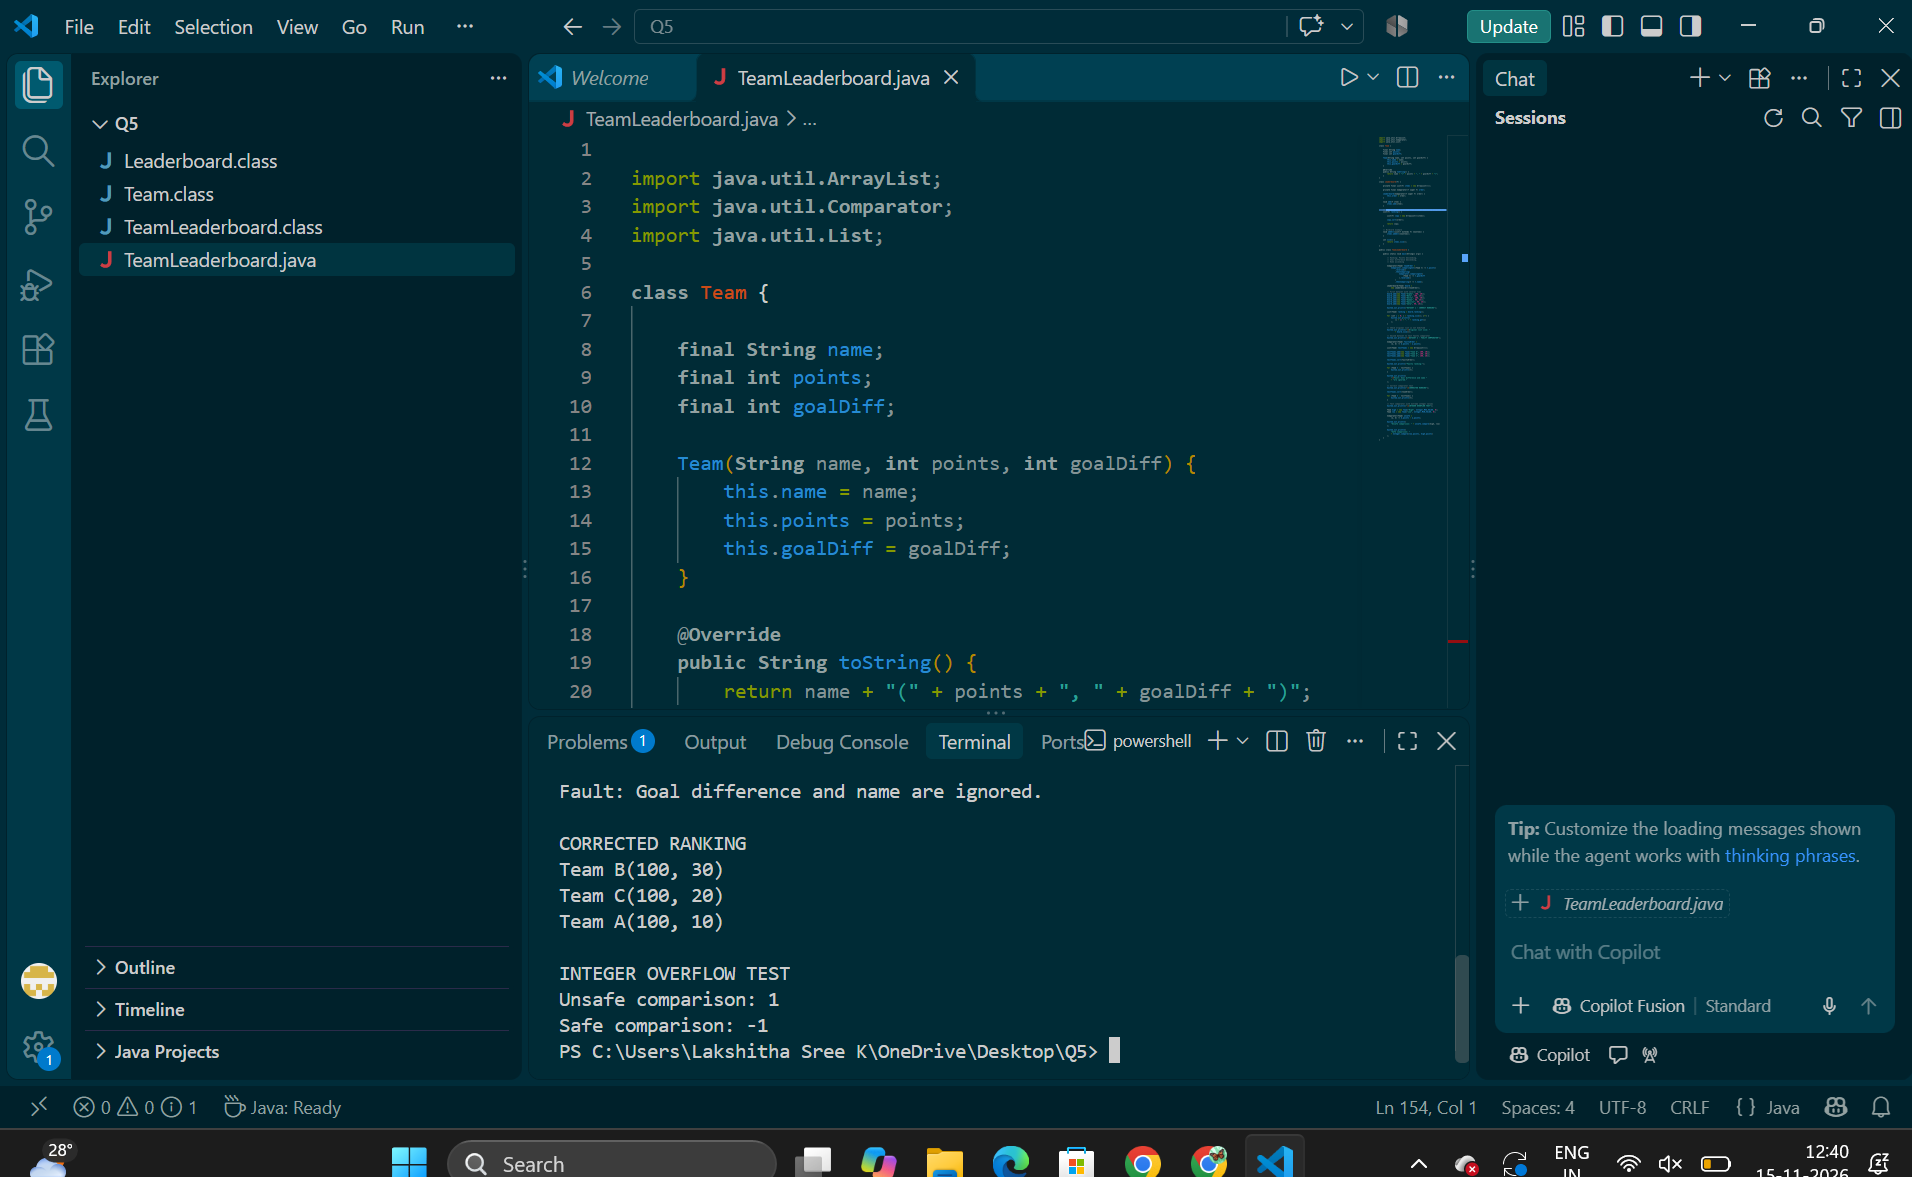 File Edit Selection View Go Run
Q5
Update
Explorer
Q5
Leaderboard.class
Team.class
TeamLeaderboard.class
TeamLeaderboard.java
Outline
Timeline
Java Projects
1
Welcome
TeamLeaderboard.java
TeamLeaderboard.java > ...
1
2 import java.util.ArrayList;
3 import java.util.Comparator;
4 import java.util.List;
5
6 class Team {
7
8 final String name;
9 final int points;
10 final int goalDiff;
11
12 Team(String name, int points, int goalDiff) {
13 this.name = name;
14 this.points = points;
15 this.goalDiff = goalDiff;
16 }
17
18 @Override
19 public String toString() {
20 return name + "(" + points + ", " + goalDiff + ")";
Problems 1 Output Debug Console Terminal Ports powershell
Fault: Goal difference and name are ignored.
CORRECTED RANKING
Team B(100, 30)
Team C(100, 20)
Team A(100, 10)
INTEGER OVERFLOW TEST
Unsafe comparison: 1
Safe comparison: -1
PS C:\Users\Lakshitha Sree K\OneDrive\Desktop\Q5>
Chat
Sessions
Tip: Customize the loading messages shown
while the agent works with thinking phrases.
TeamLeaderboard.java
Chat with Copilot
Copilot Fusion Standard
Copilot
0 0 1 Java: Ready
Ln 154, Col 1 Spaces: 4 UTF-8 CRLF {} Java
28°
Search
ENG
IN
12:40
15-11-2026